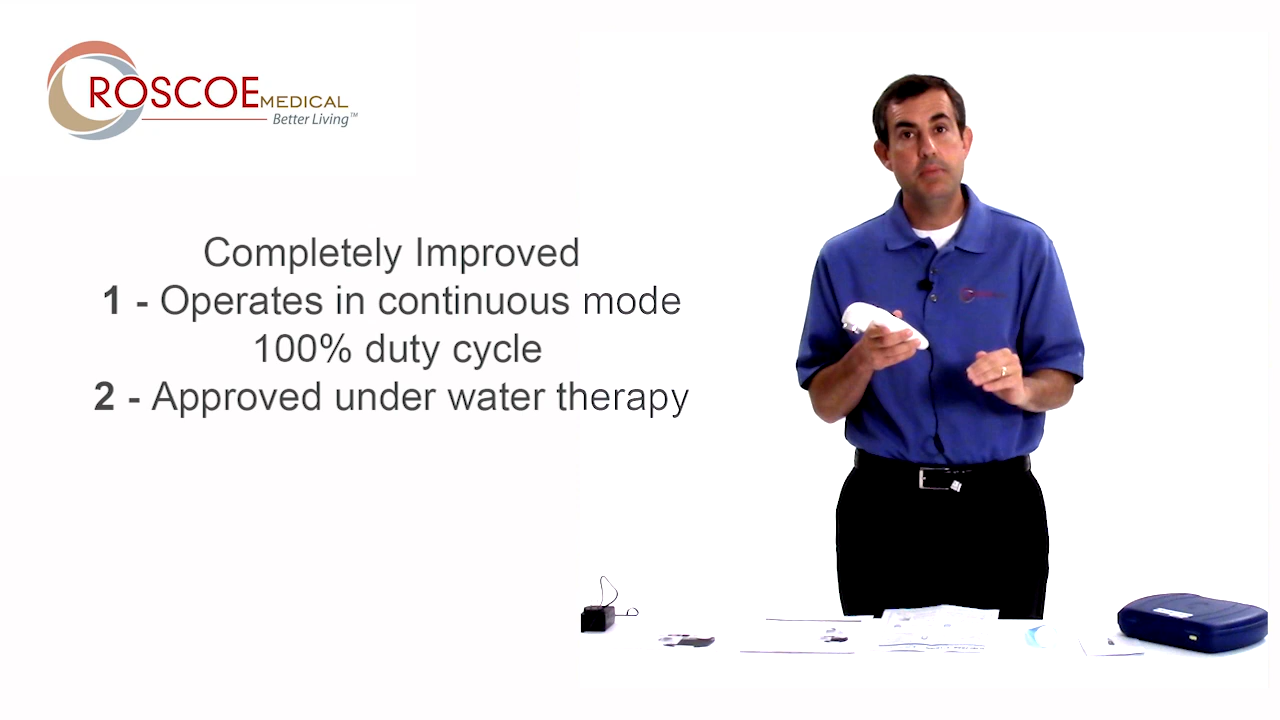 ROSCOE MEDICAL
Better Living™
Completely Improved
1 - Operates in continuous mode
100% duty cycle
2 - Approved under water therapy